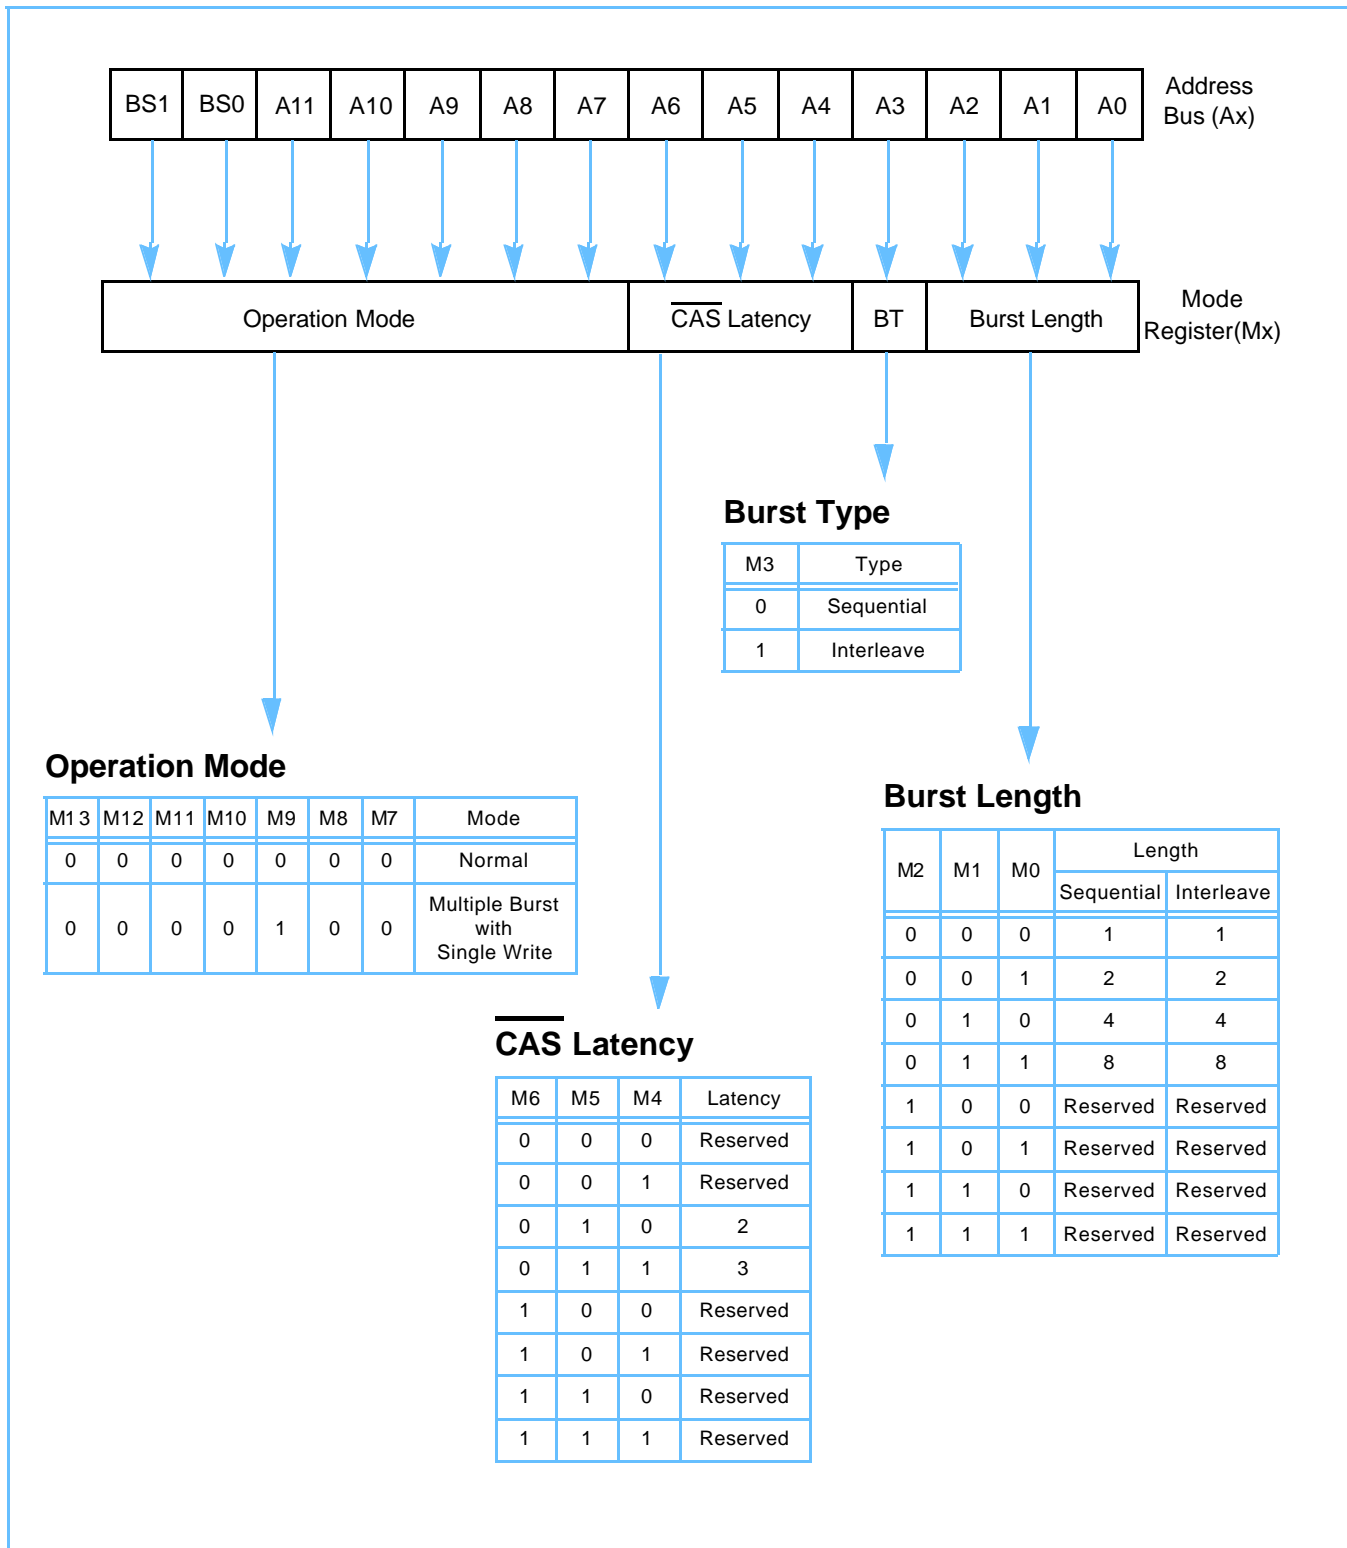 BS1 BS0 A11 A10 A9 A8 A7 A6 A5 A4 A3 A2 A1 A0
Address
Bus (Ax)
Operation Mode CAS Latency BT Burst Length
Mode
Register(Mx)
Burst Type
M3 Type
0 Sequential
1 Interleave
Operation Mode
M13 M12 M11 M10 M9 M8 M7 Mode
0 0 0 0 0 0 0 Normal
0 0 0 0 1 0 0 Multiple Burst
with
Single Write
Burst Length
M2 M1 M0 Length
Sequential Interleave
0 0 0 1 1
0 0 1 2 2
0 1 0 4 4
0 1 1 8 8
1 0 0 Reserved Reserved
1 0 1 Reserved Reserved
1 1 0 Reserved Reserved
1 1 1 Reserved Reserved
CAS Latency
M6 M5 M4 Latency
0 0 0 Reserved
0 0 1 Reserved
0 1 0 2
0 1 1 3
1 0 0 Reserved
1 0 1 Reserved
1 1 0 Reserved
1 1 1 Reserved